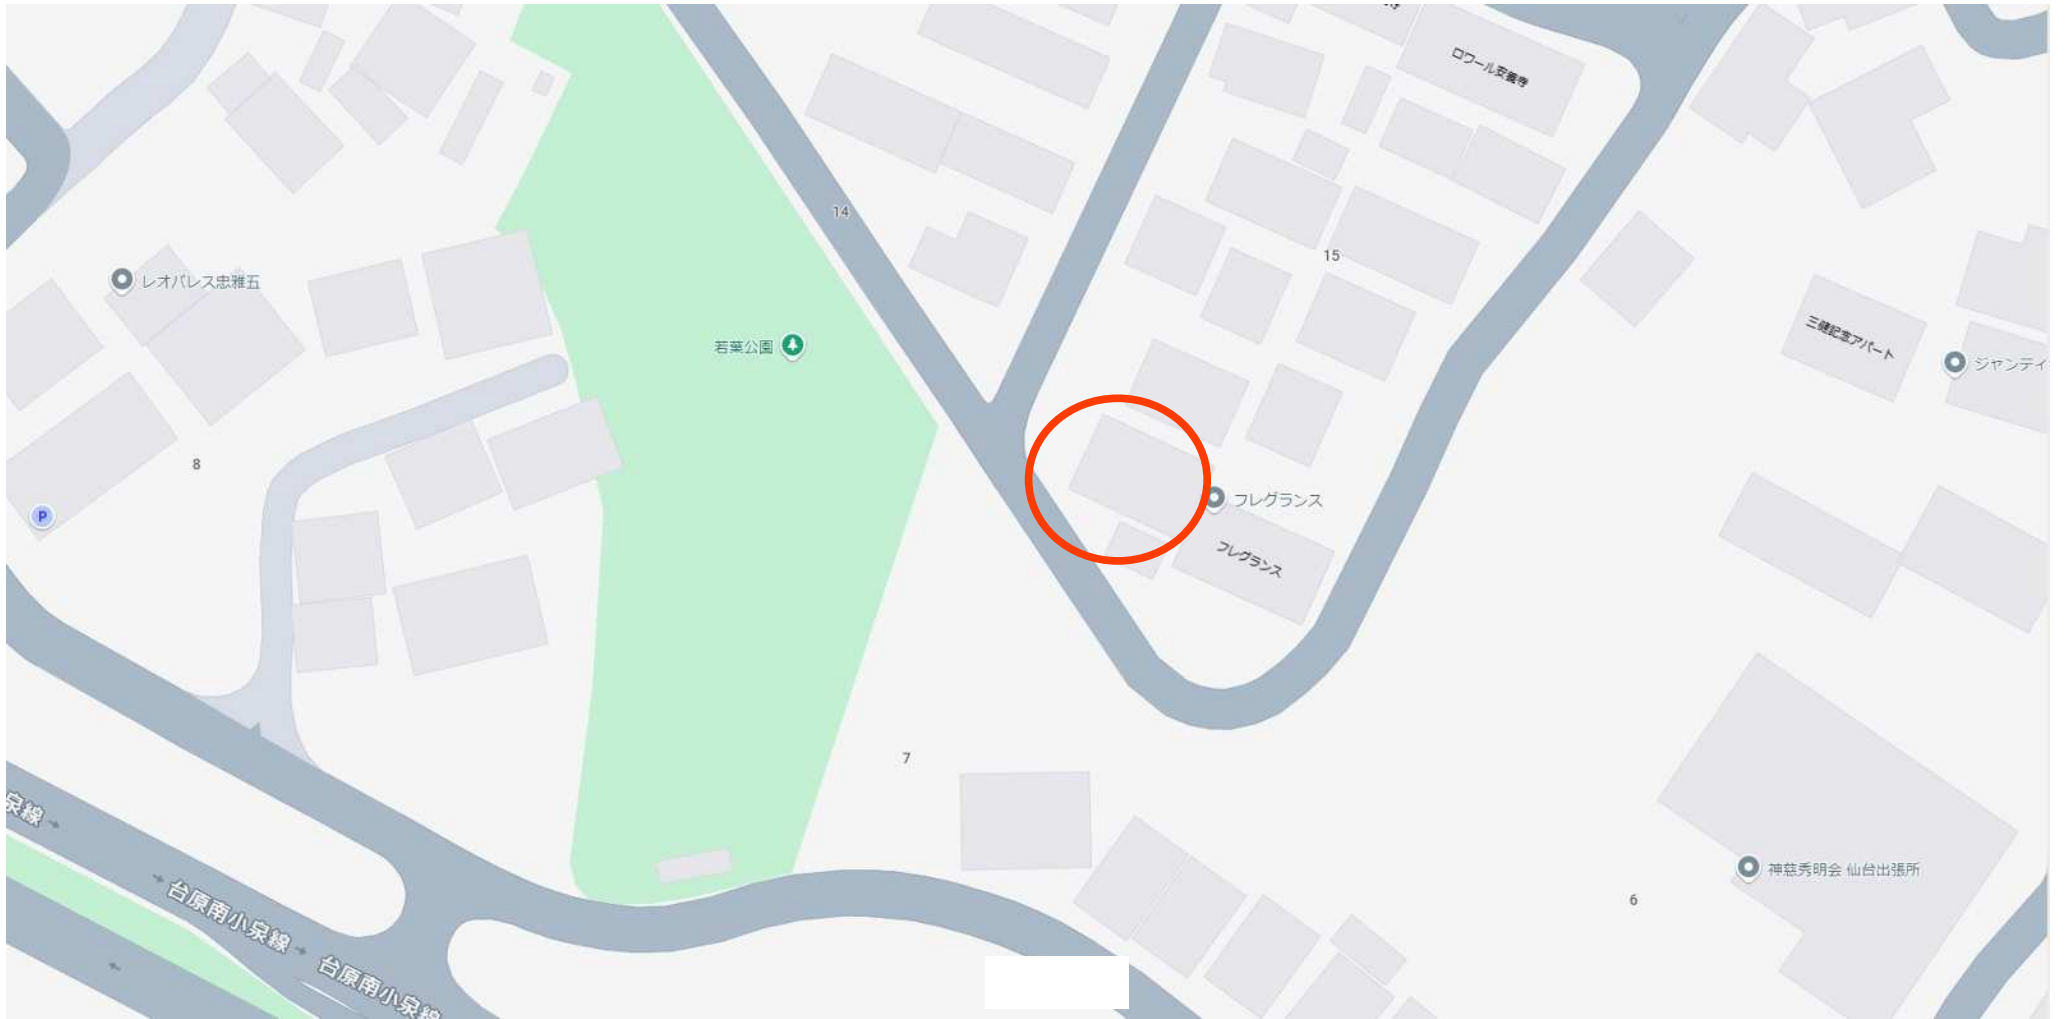 ロワール安養寺
14
15
レオパレス忠雅五
三礎記念アパート
若葉公園
ジャンティ
8
フレグランス
P
フレグランス
7
泉線
神慈秀明会 仙台出張所
台原南小泉線
6
台原南小泉線